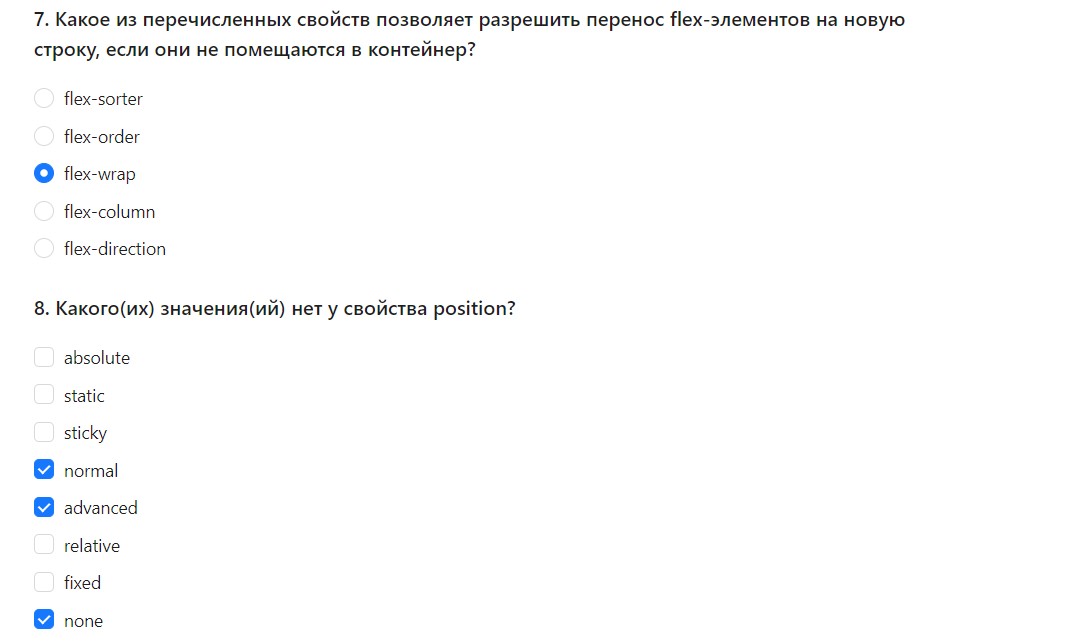 7. Какое из перечисленных свойств позволяет разрешить перенос flex-элементов на новую
строку, если они не помещаются в контейнер?
flex-sorter
flex-order
flex-wrap
flex-column
flex-direction
8. Какого(их) значения(ий) нет у свойства position?
absolute
static
sticky
normal
advanced
relative
fixed
none